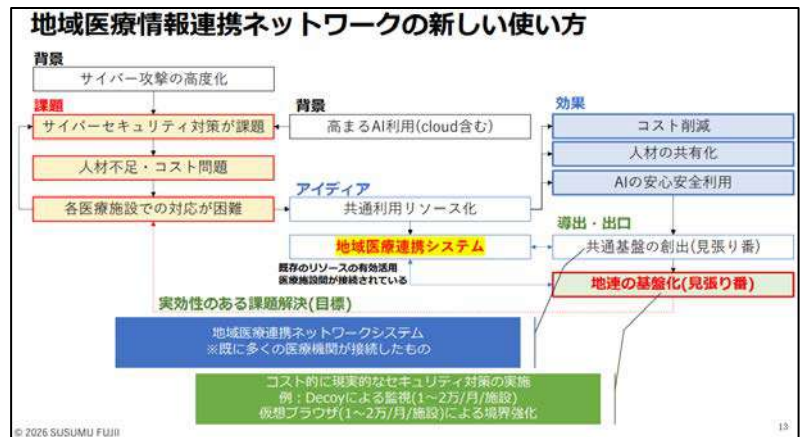 地域医療情報連携ネットワークの新しい使い方
背景
サイバー攻撃の高度化
課題
サイバーセキュリティ対策が課題
人材不足・コスト問題
各医療施設での対応が困難
背景
高まるAI利用(cloud含む)
アイディア
共通利用リソース化
地域医療連携システム
既存のリソースの有効活用
医療施設間が接続されている
効果
コスト削減
人材の共有化
AIの安心安全利用
導出・出口
共通基盤の創出(見張り番)
地連の基盤化(見張り番)
実効性のある課題解決(目標)
地域医療連携ネットワークシステム
※既に多くの医療機関が接続したもの
コスト的に現実的なセキュリティ対策の実施
例：Decoyによる監視(1～2万/月/施設)
仮想ブラウザ(1～2万/月/施設)による境界強化
© 2026 SUSUMU FUJII
13